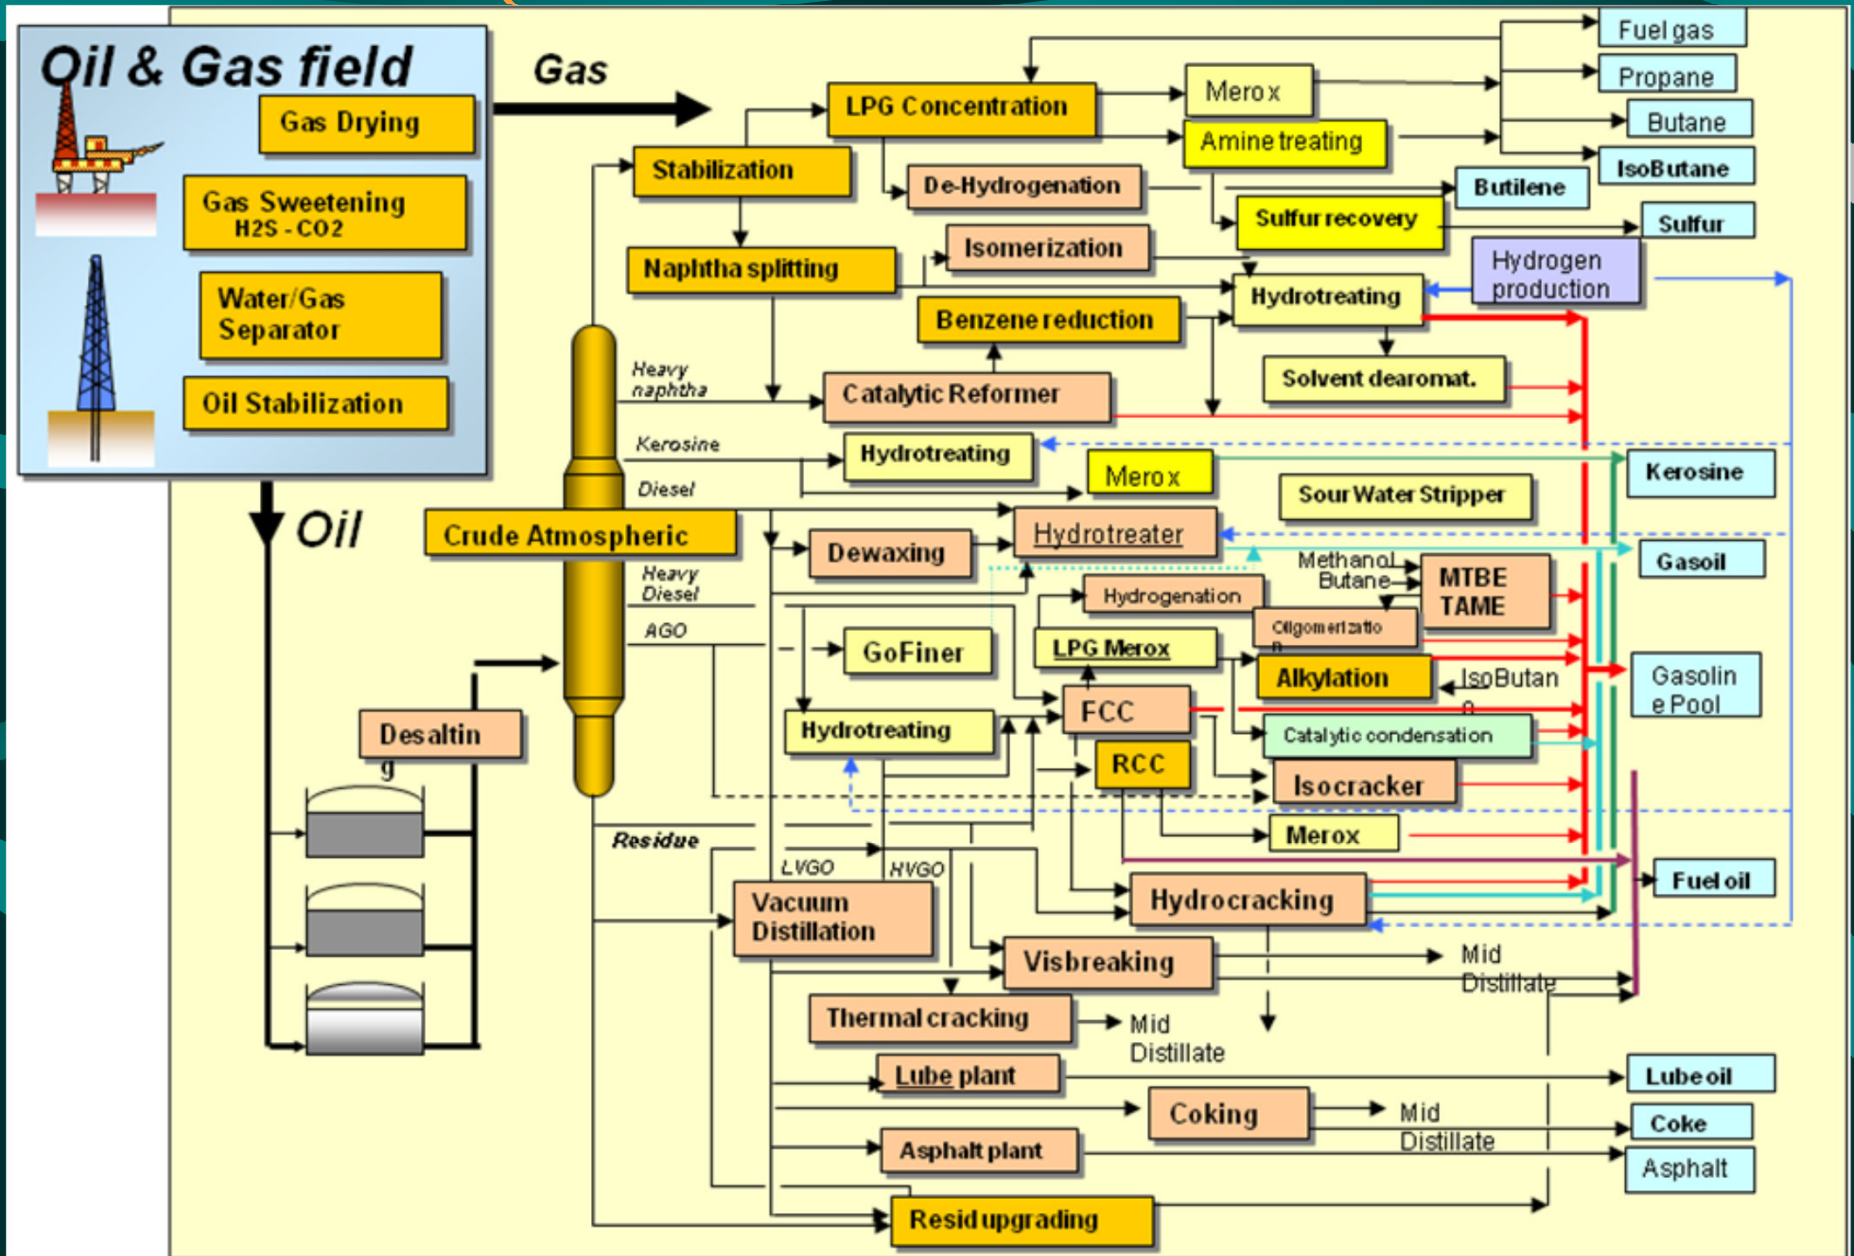 Oil & Gas field
Gas Drying
Gas Sweetening
H2S - CO2
Water/Gas
Separator
Oil Stabilization
Gas
Oil
Desaltin
g
Crude Atmospheric
Stabilization
LPG Concentration
Merox
Amine treating
De-Hydrogenation
Sulfur recovery
Naphtha splitting
Isomerization
Hydrotreating
Hydrogen
production
Benzene reduction
Solvent dearomat.
Heavy
naphtha
Catalytic Reformer
Kerosine
Hydrotreating
Merox
Sour Water Stripper
Diesel
Hydrotreater
Dewaxing
Heavy
Diesel
Hydrogenation
Methanol
Butane
MTBE
TAME
Oligomerizatio
n
AGO
GoFiner
LPG Merox
Alkylation
IsoButan
e
Hydrotreating
FCC
Catalytic condensation
RCC
Isocracker
Merox
Residue
LVGO
HVGO
Vacuum
Distillation
Hydrocracking
Visbreaking
Mid
Distillate
Thermal cracking
Mid
Distillate
Lube plant
Coking
Mid
Distillate
Asphalt plant
Resid upgrading
Fuel gas
Propane
Butane
IsoButane
Butilene
Sulfur
Kerosine
Gasoil
Gasolin
e Pool
Fuel oil
Lube oil
Coke
Asphalt